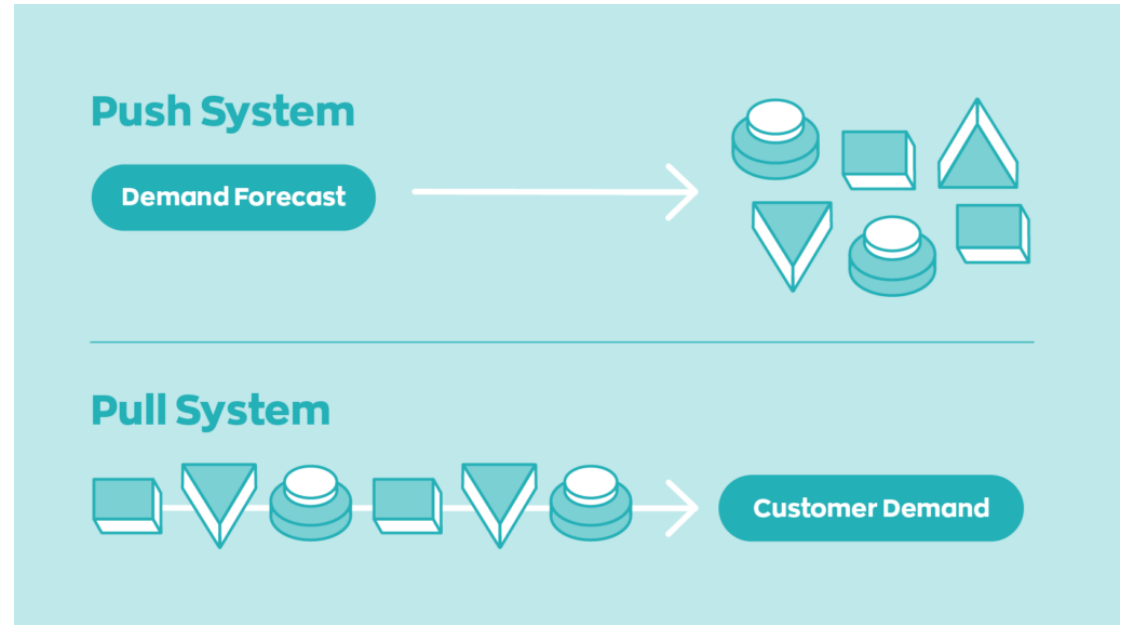 Push System
Demand Forecast
Pull System
Customer Demand